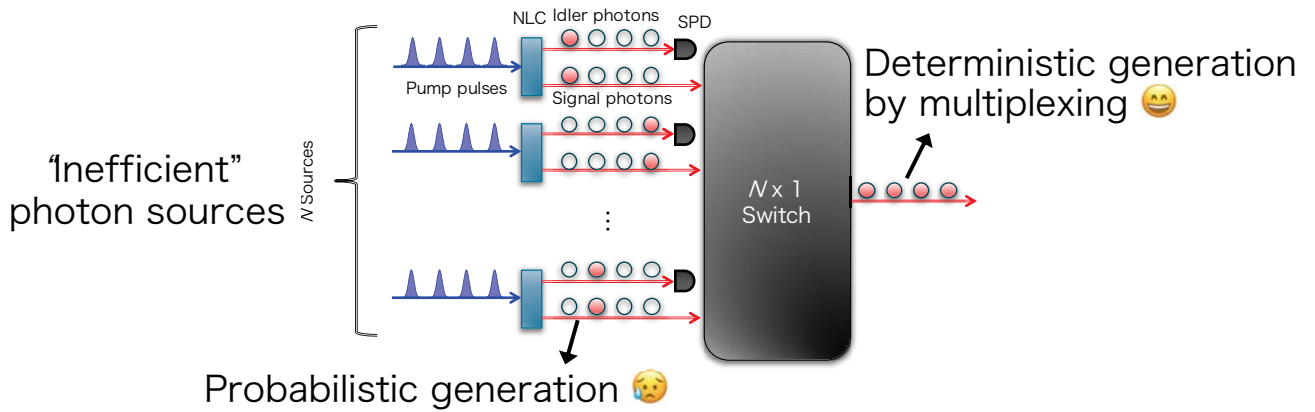 NLC Idler photons SPD
Pump pulses
Signal photons
Deterministic generation
by multiplexing 😄
“Inefficient”
photon sources
N Sources
⋮
N x 1
Switch
Probabilistic generation 😥